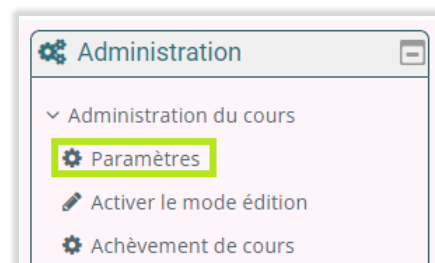 Administration
Administration du cours
Paramètres
Activer le mode édition
Achèvement de cours